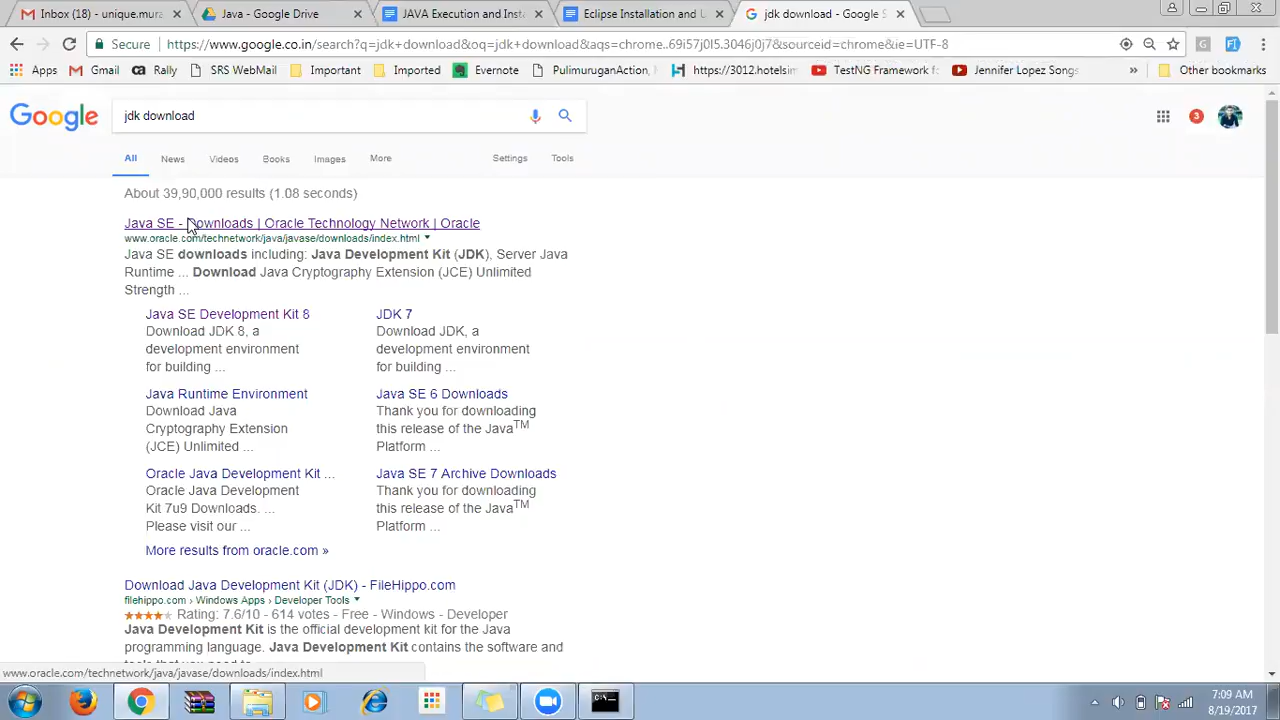 Inbox (18) - unique.mura
Java - Google Drive
JAVA Execution and Inst
Eclipse Installation and U
jdk download - Google S
Secure
https://www.google.co.in/search?q=jdk+download&oq=jdk+download&aqs=chrome..69i57j0l5.3046j0j7&sourceid=chrome&ie=UTF-8
Apps
Gmail
ca Rally
SRS WebMail
Important
Imported
Evernote
PulimuruganAction,
https://3012.hotelsim
TestNG Framework f
Jennifer Lopez Songs
»
Other bookmarks
Google
jdk download
3
All
News
Videos
Books
Images
More
Settings
Tools
About 39,90,000 results (1.08 seconds)
Java SE - Downloads | Oracle Technology Network | Oracle
www.oracle.com/technetwork/java/javase/downloads/index.html
Java SE downloads including: Java Development Kit (JDK), Server Java
Runtime ... Download Java Cryptography Extension (JCE) Unlimited
Strength ...
Java SE Development Kit 8
Download JDK 8, a
development environment
for building ...
JDK 7
Download JDK, a
development environment
for building ...
Java Runtime Environment
Download Java
Cryptography Extension
(JCE) Unlimited ...
Java SE 6 Downloads
Thank you for downloading
this release of the Java™
Platform ...
Oracle Java Development Kit ...
Oracle Java Development
Kit 7u9 Downloads. ...
Please visit our ...
Java SE 7 Archive Downloads
Thank you for downloading
this release of the Java™
Platform ...
More results from oracle.com »
Download Java Development Kit (JDK) - FileHippo.com
filehippo.com › Windows Apps › Developer Tools
Rating: 7.6/10 - 614 votes - Free - Windows - Developer
Java Development Kit is the official development kit for the Java
programming language. Java Development Kit contains the software and
www.oracle.com/technetwork/java/javase/downloads/index.html
7:09 AM
8/19/2017